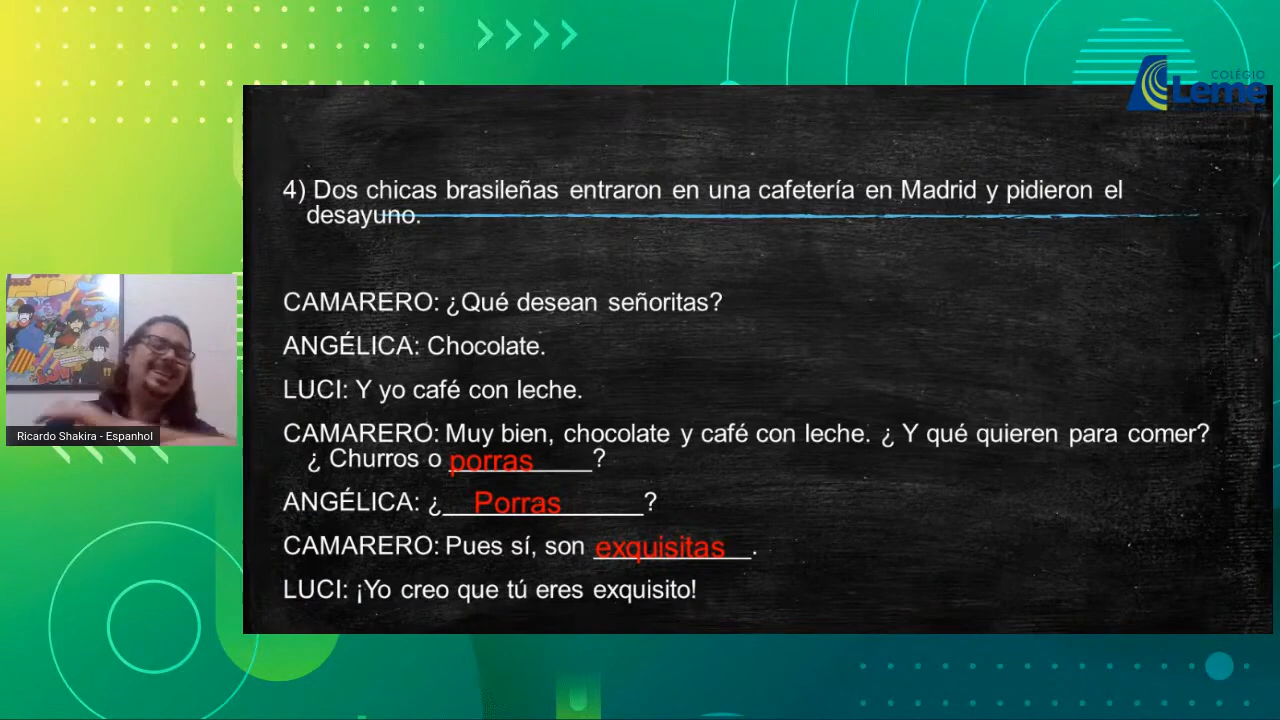 COLÉGIO
Leme
4) Dos chicas brasileñas entraron en una cafetería en Madrid y pidieron el
desayuno.
CAMARERO: ¿Qué desean señoritas?
ANGÉLICA: Chocolate.
LUCI: Y yo café con leche.
CAMARERO: Muy bien, chocolate y café con leche. ¿ Y qué quieren para comer?
¿ Churros o porras?
ANGÉLICA: ¿ Porras?
CAMARERO: Pues sí, son exquisitas.
LUCI: ¡Yo creo que tú eres exquisito!
Ricardo Shakira - Espanhol